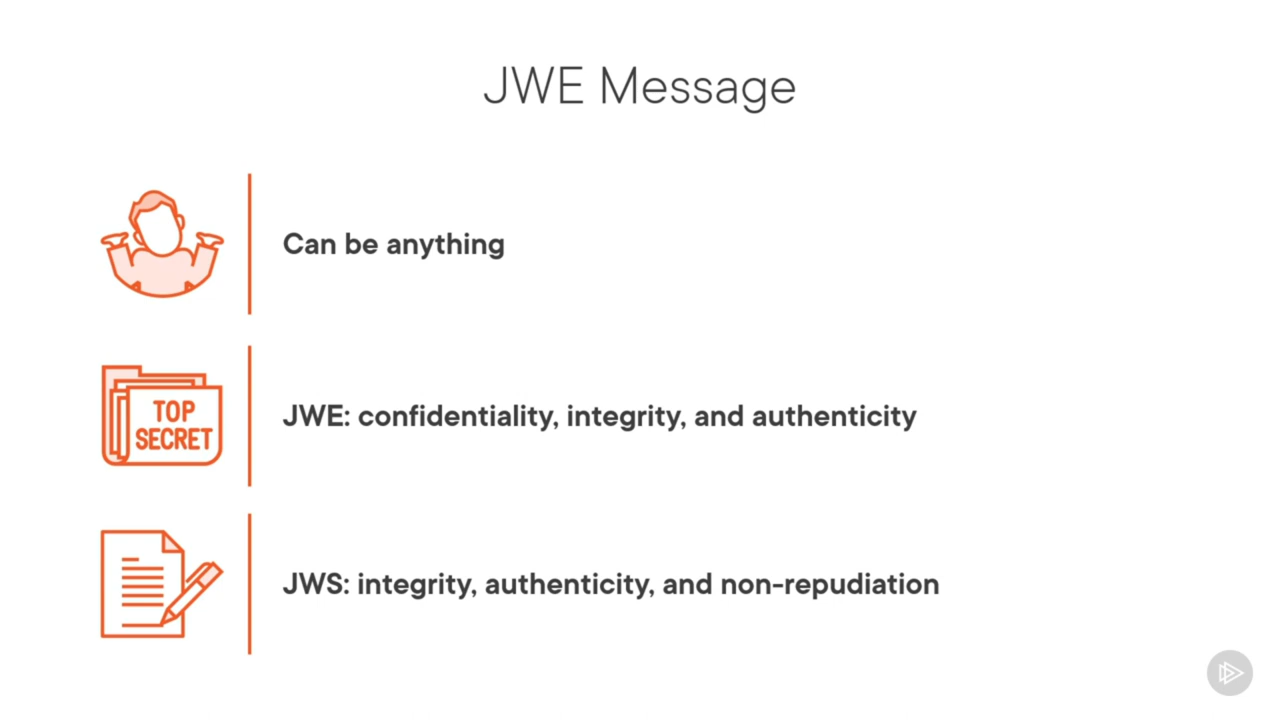 JWE Message
Can be anything
TOP
SECRET
JWE: confidentiality, integrity, and authenticity
JWS: integrity, authenticity, and non-repudiation